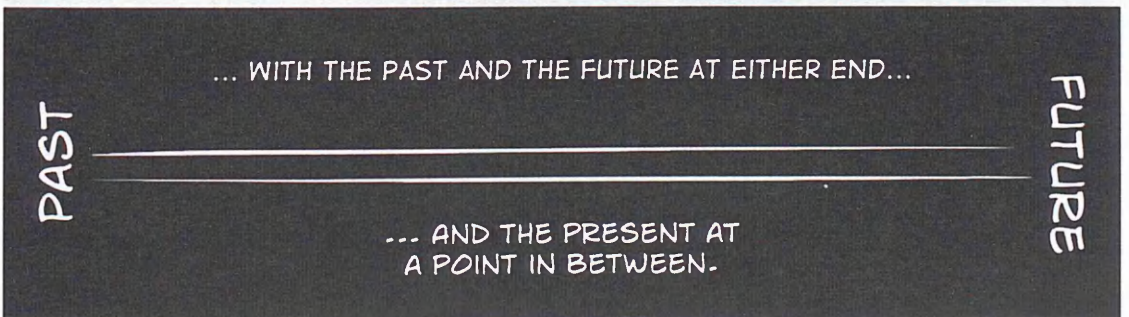 ... WITH THE PAST AND THE FUTURE AT EITHER END...
PAST
FUTURE
... AND THE PRESENT AT
A POINT IN BETWEEN.